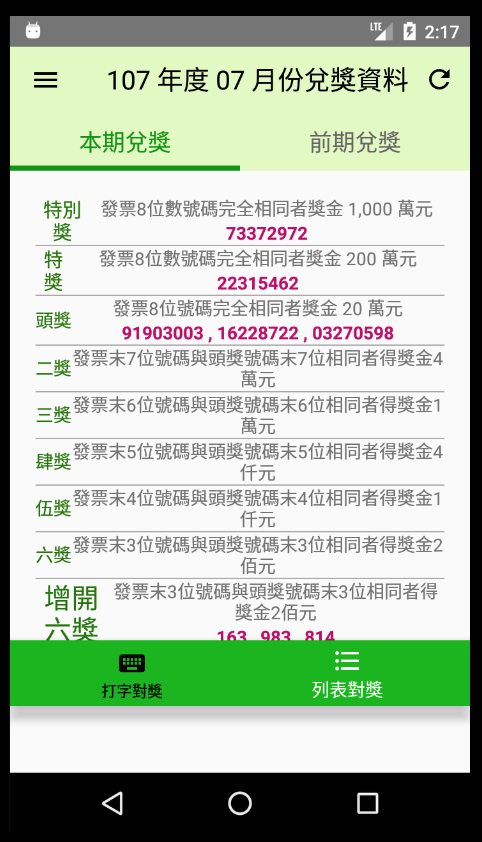 LTE 2:17
107 年度 07 月份兌獎資料
本期兌獎 前期兌獎
特別獎 發票8位數號碼完全相同者獎金 1,000 萬元
73372972
特獎 發票8位數號碼完全相同者獎金 200 萬元
22315462
頭獎 發票8位數號碼完全相同者獎金 20 萬元
91903003 , 16228722 , 03270598
二獎 發票末7位號碼與頭獎號碼末7位相同者得獎金4
萬元
三獎 發票末6位號碼與頭獎號碼末6位相同者得獎金1
萬元
肆獎 發票末5位號碼與頭獎號碼末5位相同者得獎金4
仟元
伍獎 發票末4位號碼與頭獎號碼末4位相同者得獎金1
仟元
六獎 發票末3位號碼與頭獎號碼末3位相同者得獎金2
佰元
增開六獎 發票末3位號碼與頭獎號碼末3位相同者得
獎金2佰元
163 , 983 , 814
打字對獎 列表對獎